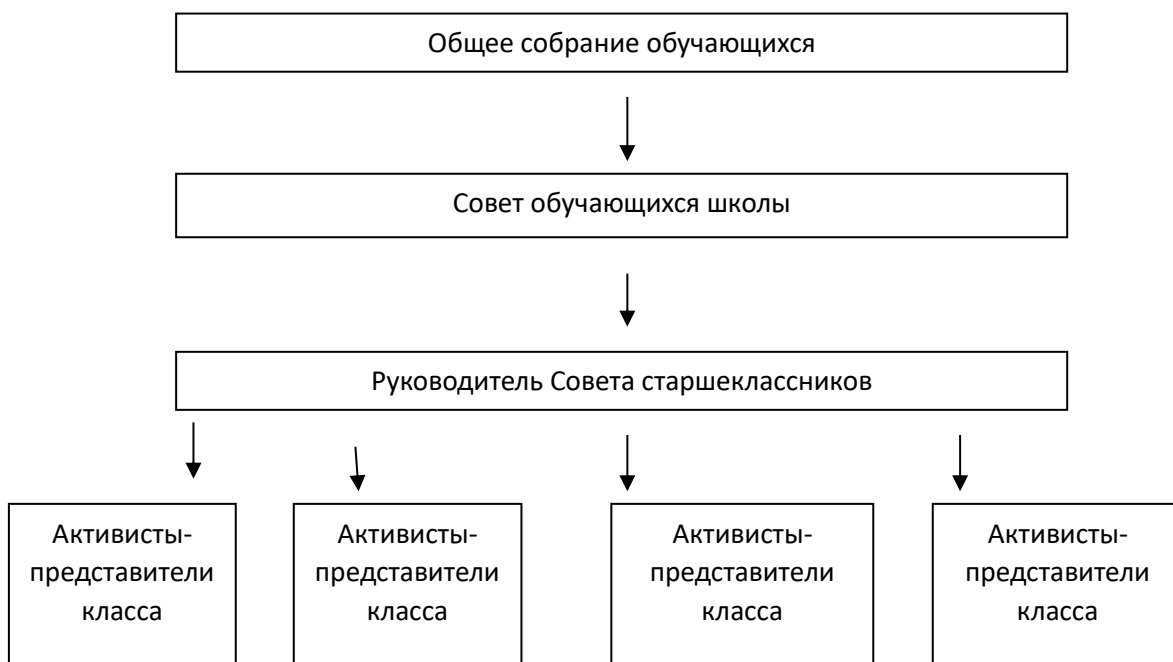 Общее собрание обучающихся
Совет обучающихся школы
Руководитель Совета старшеклассников
Активисты-
представители
класса
Активисты-
представители
класса
Активисты-
представители
класса
Активисты-
представители
класса